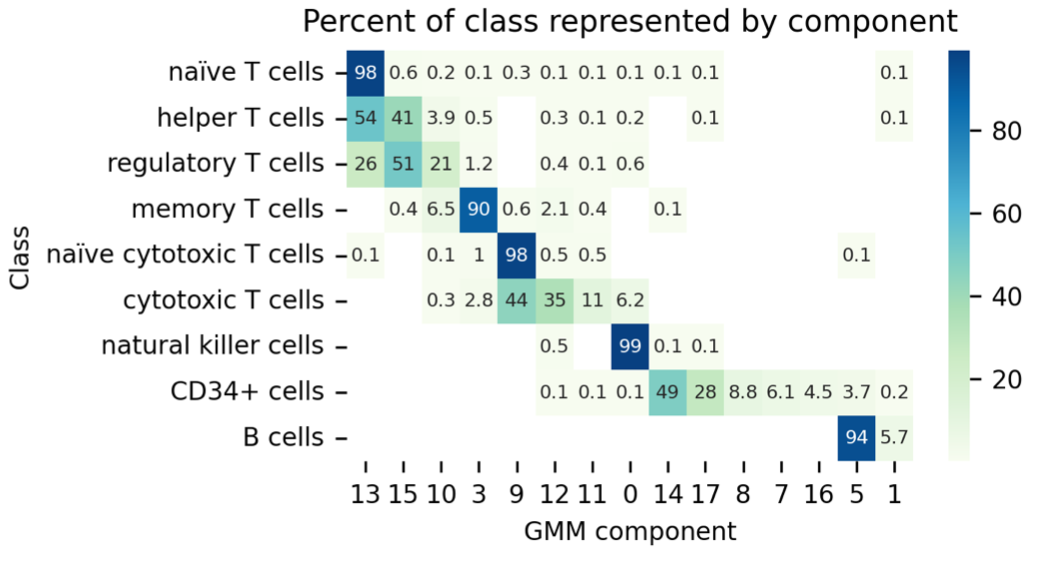 Percent of class represented by component
naïve T cells 98 0.6 0.2 0.1 0.3 0.1 0.1 0.1 0.1 0.1 0.1
helper T cells 54 41 3.9 0.5 0.3 0.1 0.2 0.1 0.1
80
regulatory T cells 26 51 21 1.2 0.4 0.1 0.6
memory T cells 0.4 6.5 90 0.6 2.1 0.4 0.1
60
Class
naïve cytotoxic T cells 0.1 0.1 1 98 0.5 0.5 0.1
cytotoxic T cells 0.3 2.8 44 35 11 6.2
40
natural killer cells 0.5 99 0.1 0.1
CD34+ cells 0.1 0.1 0.1 49 28 8.8 6.1 4.5 3.7 0.2
20
B cells 94 5.7
13 15 10 3 9 12 11 0 14 17 8 7 16 5 1
GMM component